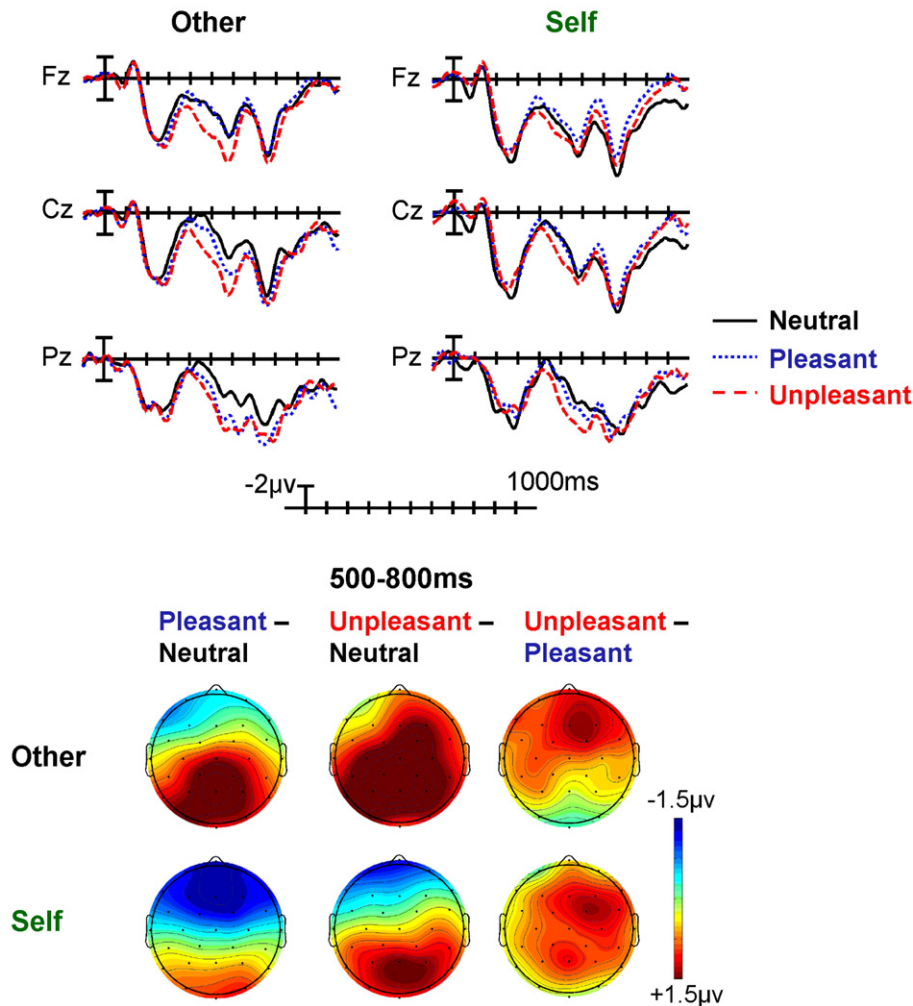 Other Self
Fz Fz
Cz Cz
Pz Pz
Neutral
Pleasant
Unpleasant
-2µv 1000ms
500-800ms
Pleasant – Unpleasant – Unpleasant –
Neutral Neutral Pleasant
Other
-1.5µv
Self
+1.5µv